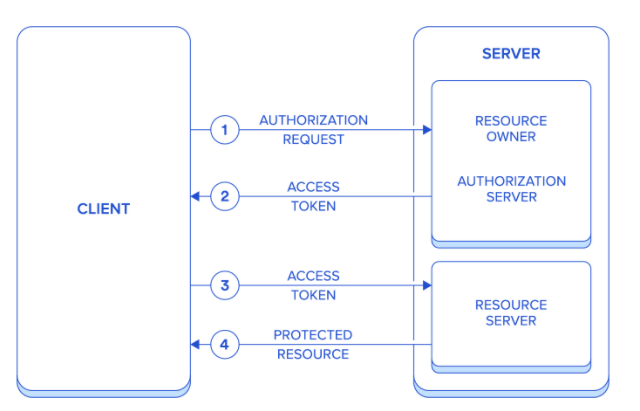 SERVER
RESOURCE
OWNER
AUTHORIZATION
SERVER
1
AUTHORIZATION
REQUEST
2
ACCESS
TOKEN
CLIENT
3
ACCESS
TOKEN
RESOURCE
SERVER
4
PROTECTED
RESOURCE